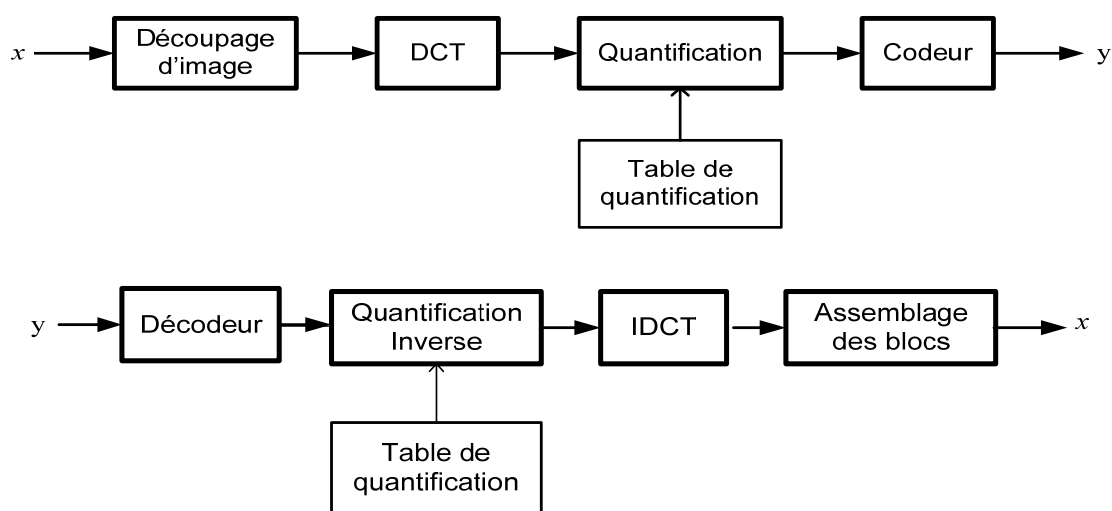 x
Découpage
d'image
DCT
Quantification
Codeur
y
Table de
quantification
y
Décodeur
Quantification
Inverse
IDCT
Assemblage
des blocs
x
Table de
quantification